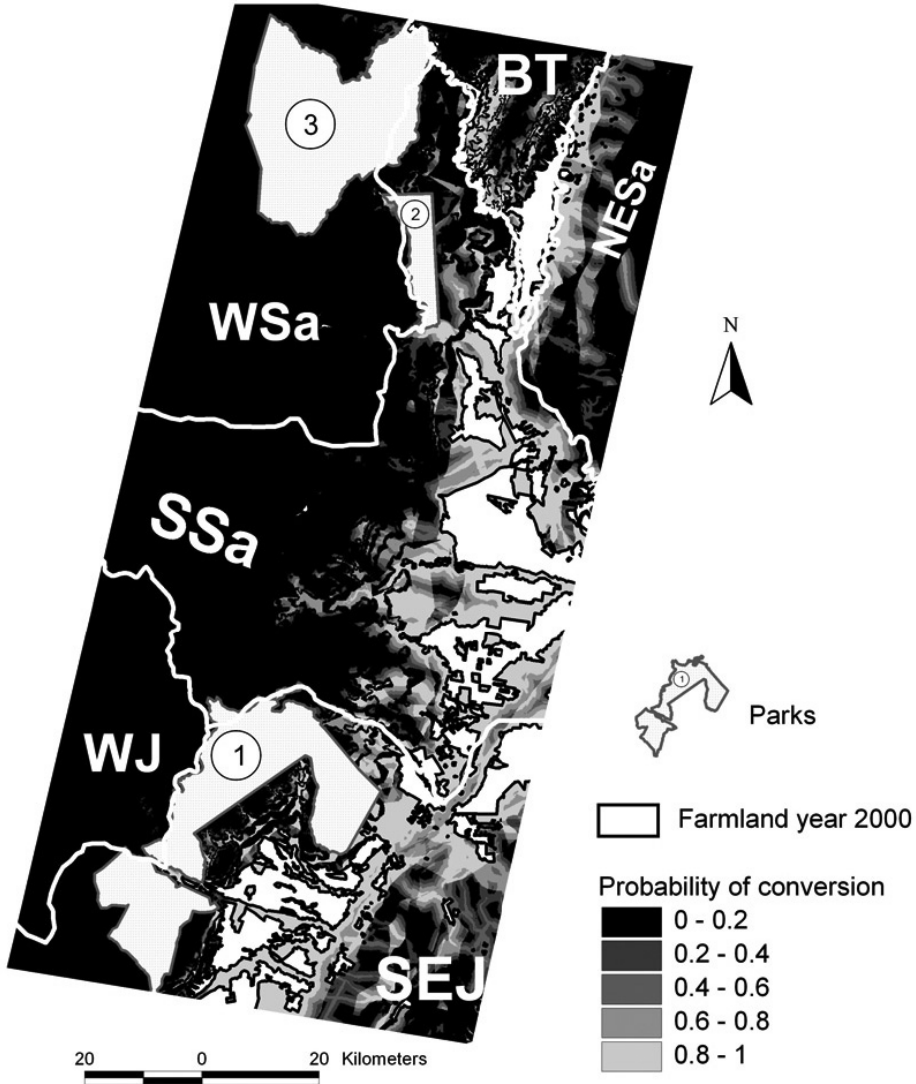 BT
3
NESa
2
WSa
N
SSa
1
Parks
WJ
1
Farmland year 2000
Probability of conversion
0 - 0.2
0.2 - 0.4
0.4 - 0.6
0.6 - 0.8
0.8 - 1
SEJ
20 0 20 Kilometers